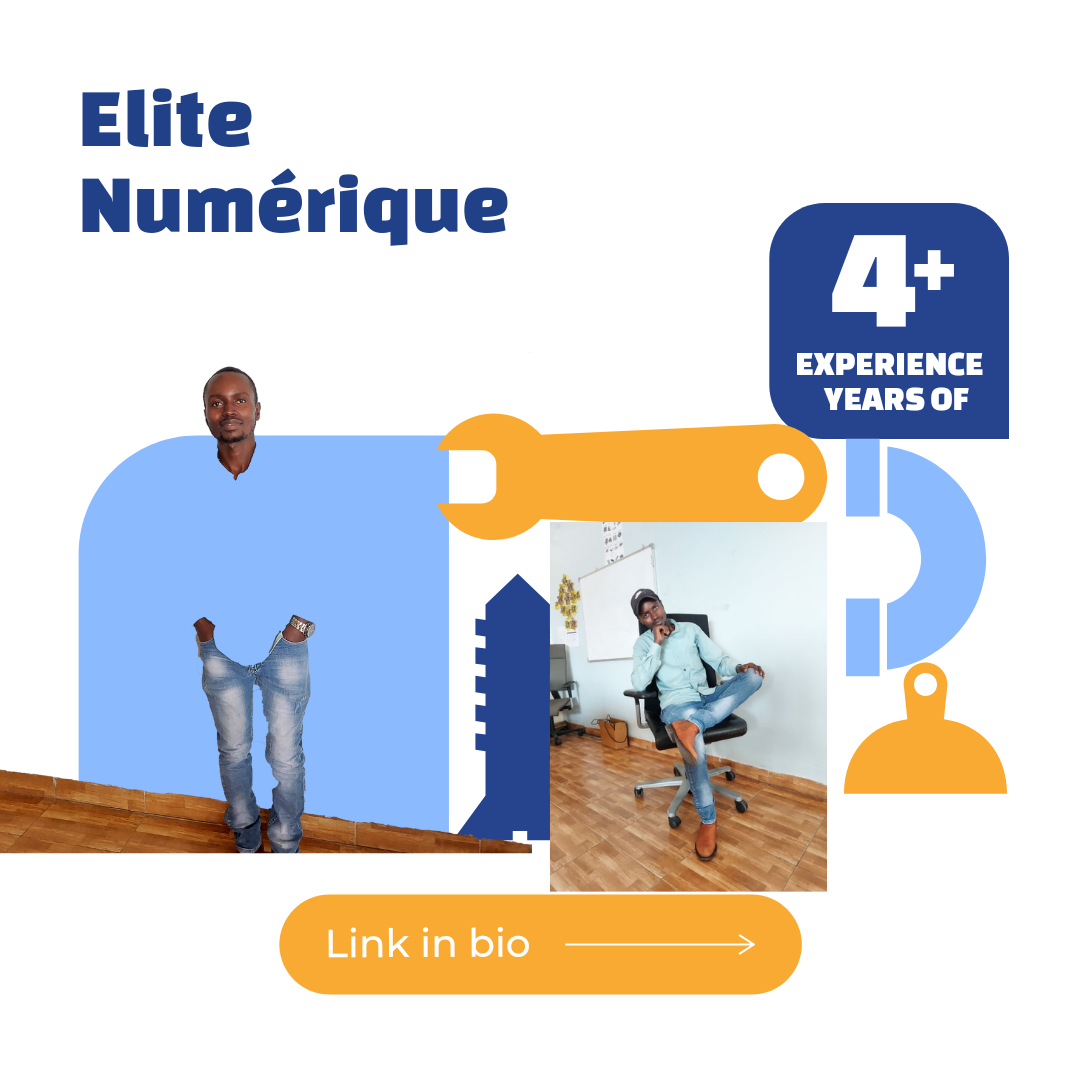 Elite
Numérique
4+
EXPERIENCE
YEARS OF
Link in bio